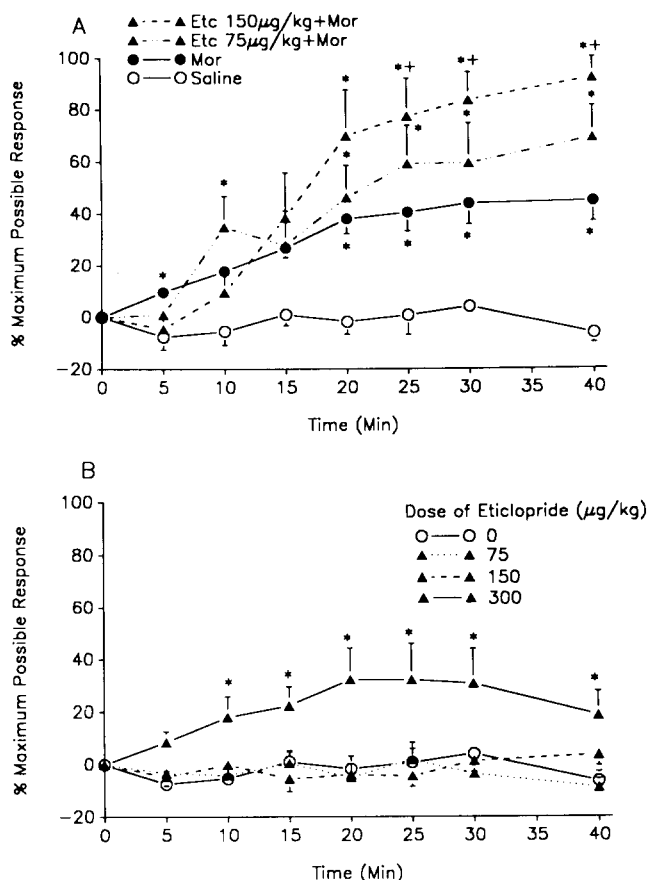 A
Etc 150μg/kg+Mor
Etc 75μg/kg+Mor
Mor
Saline
100
80
60
40
20
0
−20
% Maximum Possible Response
* * * * *+ * * *+ * * *+ * * * *
0 5 10 15 20 25 30 40
Time (Min)
B
Dose of Eticlopride (μg/kg)
0
75
150
300
100
80
60
40
20
0
−20
% Maximum Possible Response
* * * * * *
0 5 10 15 20 25 30 40
Time (Min)